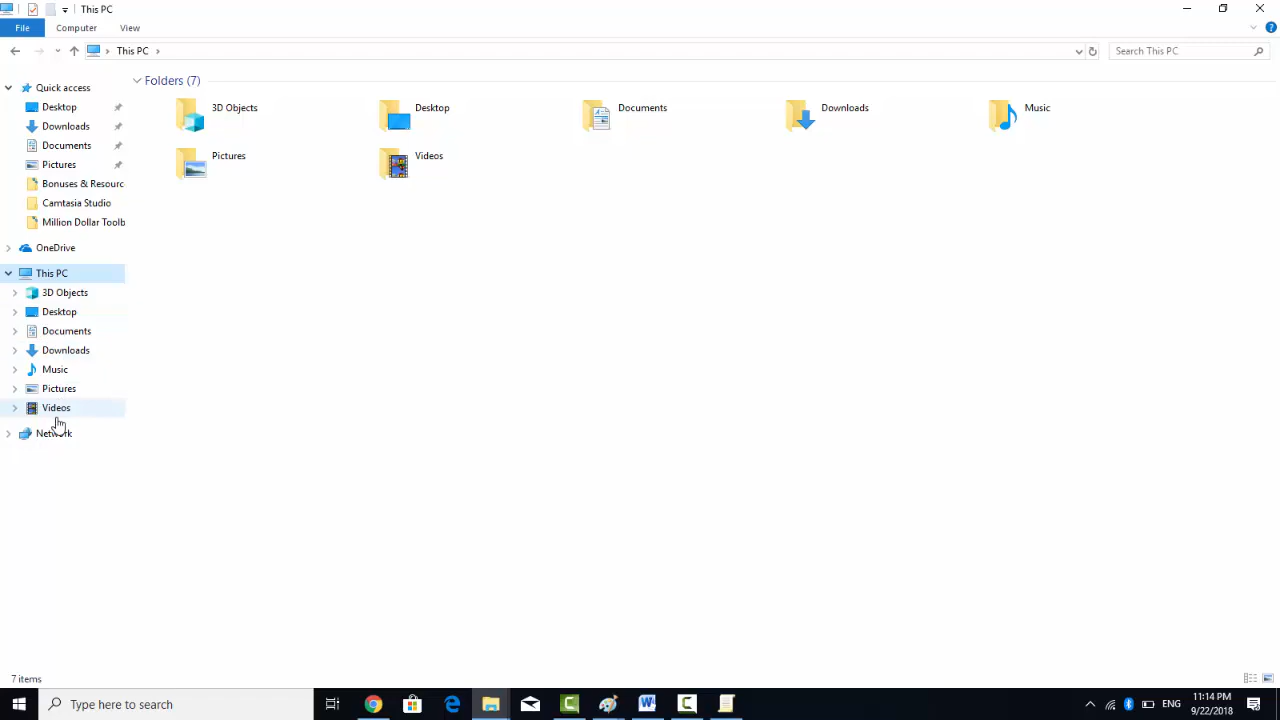 This PC
File Computer View
This PC
Search This PC
Quick access
Desktop
Downloads
Documents
Pictures
Bonuses & Resourc
Camtasia Studio
Million Dollar Toolb
OneDrive
This PC
3D Objects
Desktop
Documents
Downloads
Music
Pictures
Videos
Network
Folders (7)
3D Objects
Desktop
Documents
Downloads
Music
Pictures
Videos
7 items
Type here to search
ENG
11:14 PM
9/22/2018